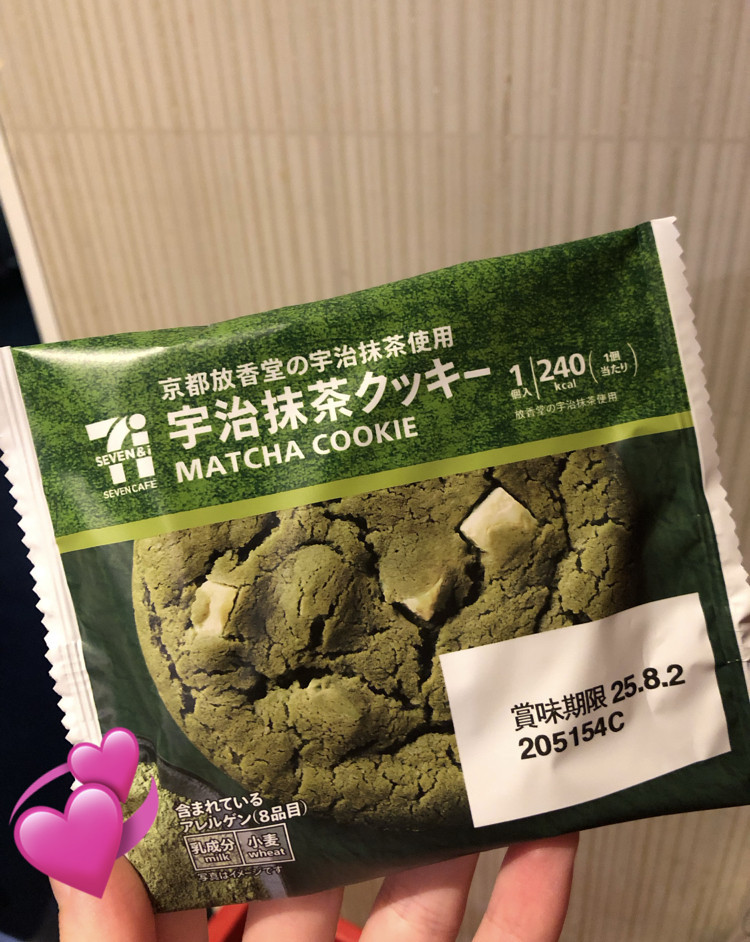 京都放香堂の宇治抹茶使用
宇治抹茶クッキー
MATCHA COOKIE
SEVEN&i
SEVEN CAFE
1個入
240kcal
(1個当たり)
放香堂の宇治抹茶使用
賞味期限 25.8.2
205154C
含まれている
アレルゲン(8品目)
乳成分 小麦
milk wheat
写真はイメージです